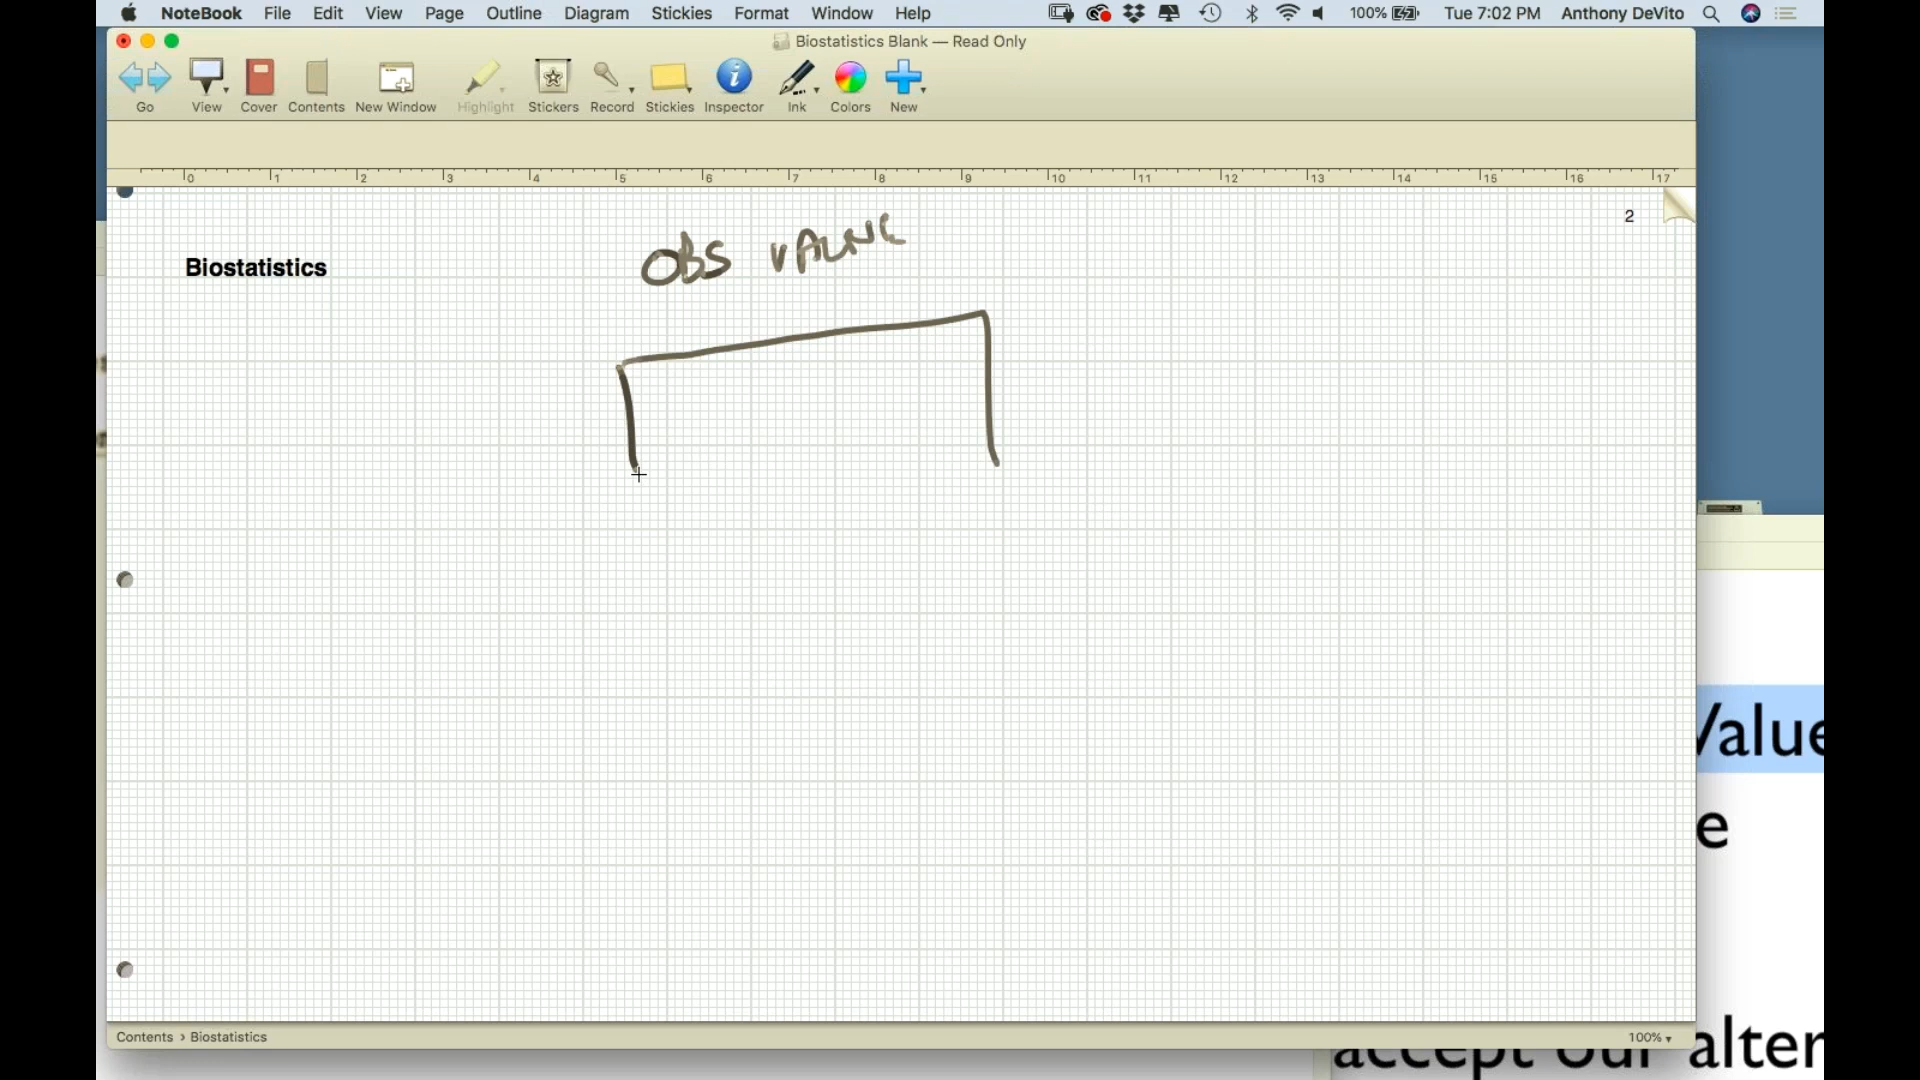 NoteBook File Edit View Page Outline Diagram Stickies Format Window Help 100% Tue 7:02 PM Anthony DeVito
Biostatistics Blank — Read Only
Go View Cover Contents New Window Highlight Stickers Record Stickies Inspector Ink Colors New
0 1 2 3 4 5 6 7 8 9 10 11 12 13 14 15 16 17
2
OBS VALUE
Biostatistics
Value
e
accept our alter
Contents › Biostatistics 100%